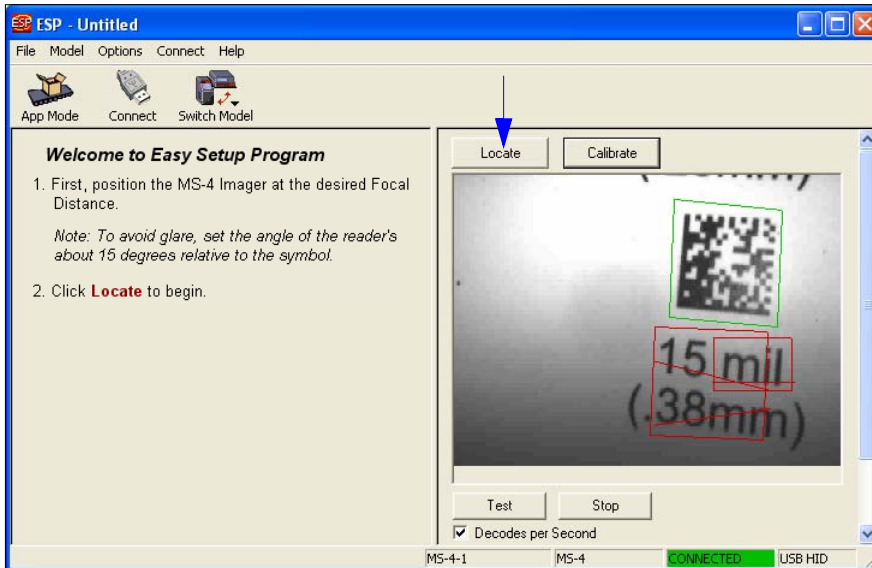 ESP - Untitled
File Model Options Connect Help
App Mode Connect Switch Model
Welcome to Easy Setup Program
1. First, position the MS-4 Imager at the desired Focal
Distance.
Note: To avoid glare, set the angle of the reader's
about 15 degrees relative to the symbol.
2. Click Locate to begin.
Locate Calibrate
15 mil
(.38mm)
Test Stop
Decodes per Second
MS-4-1 MS-4 CONNECTED USB HID